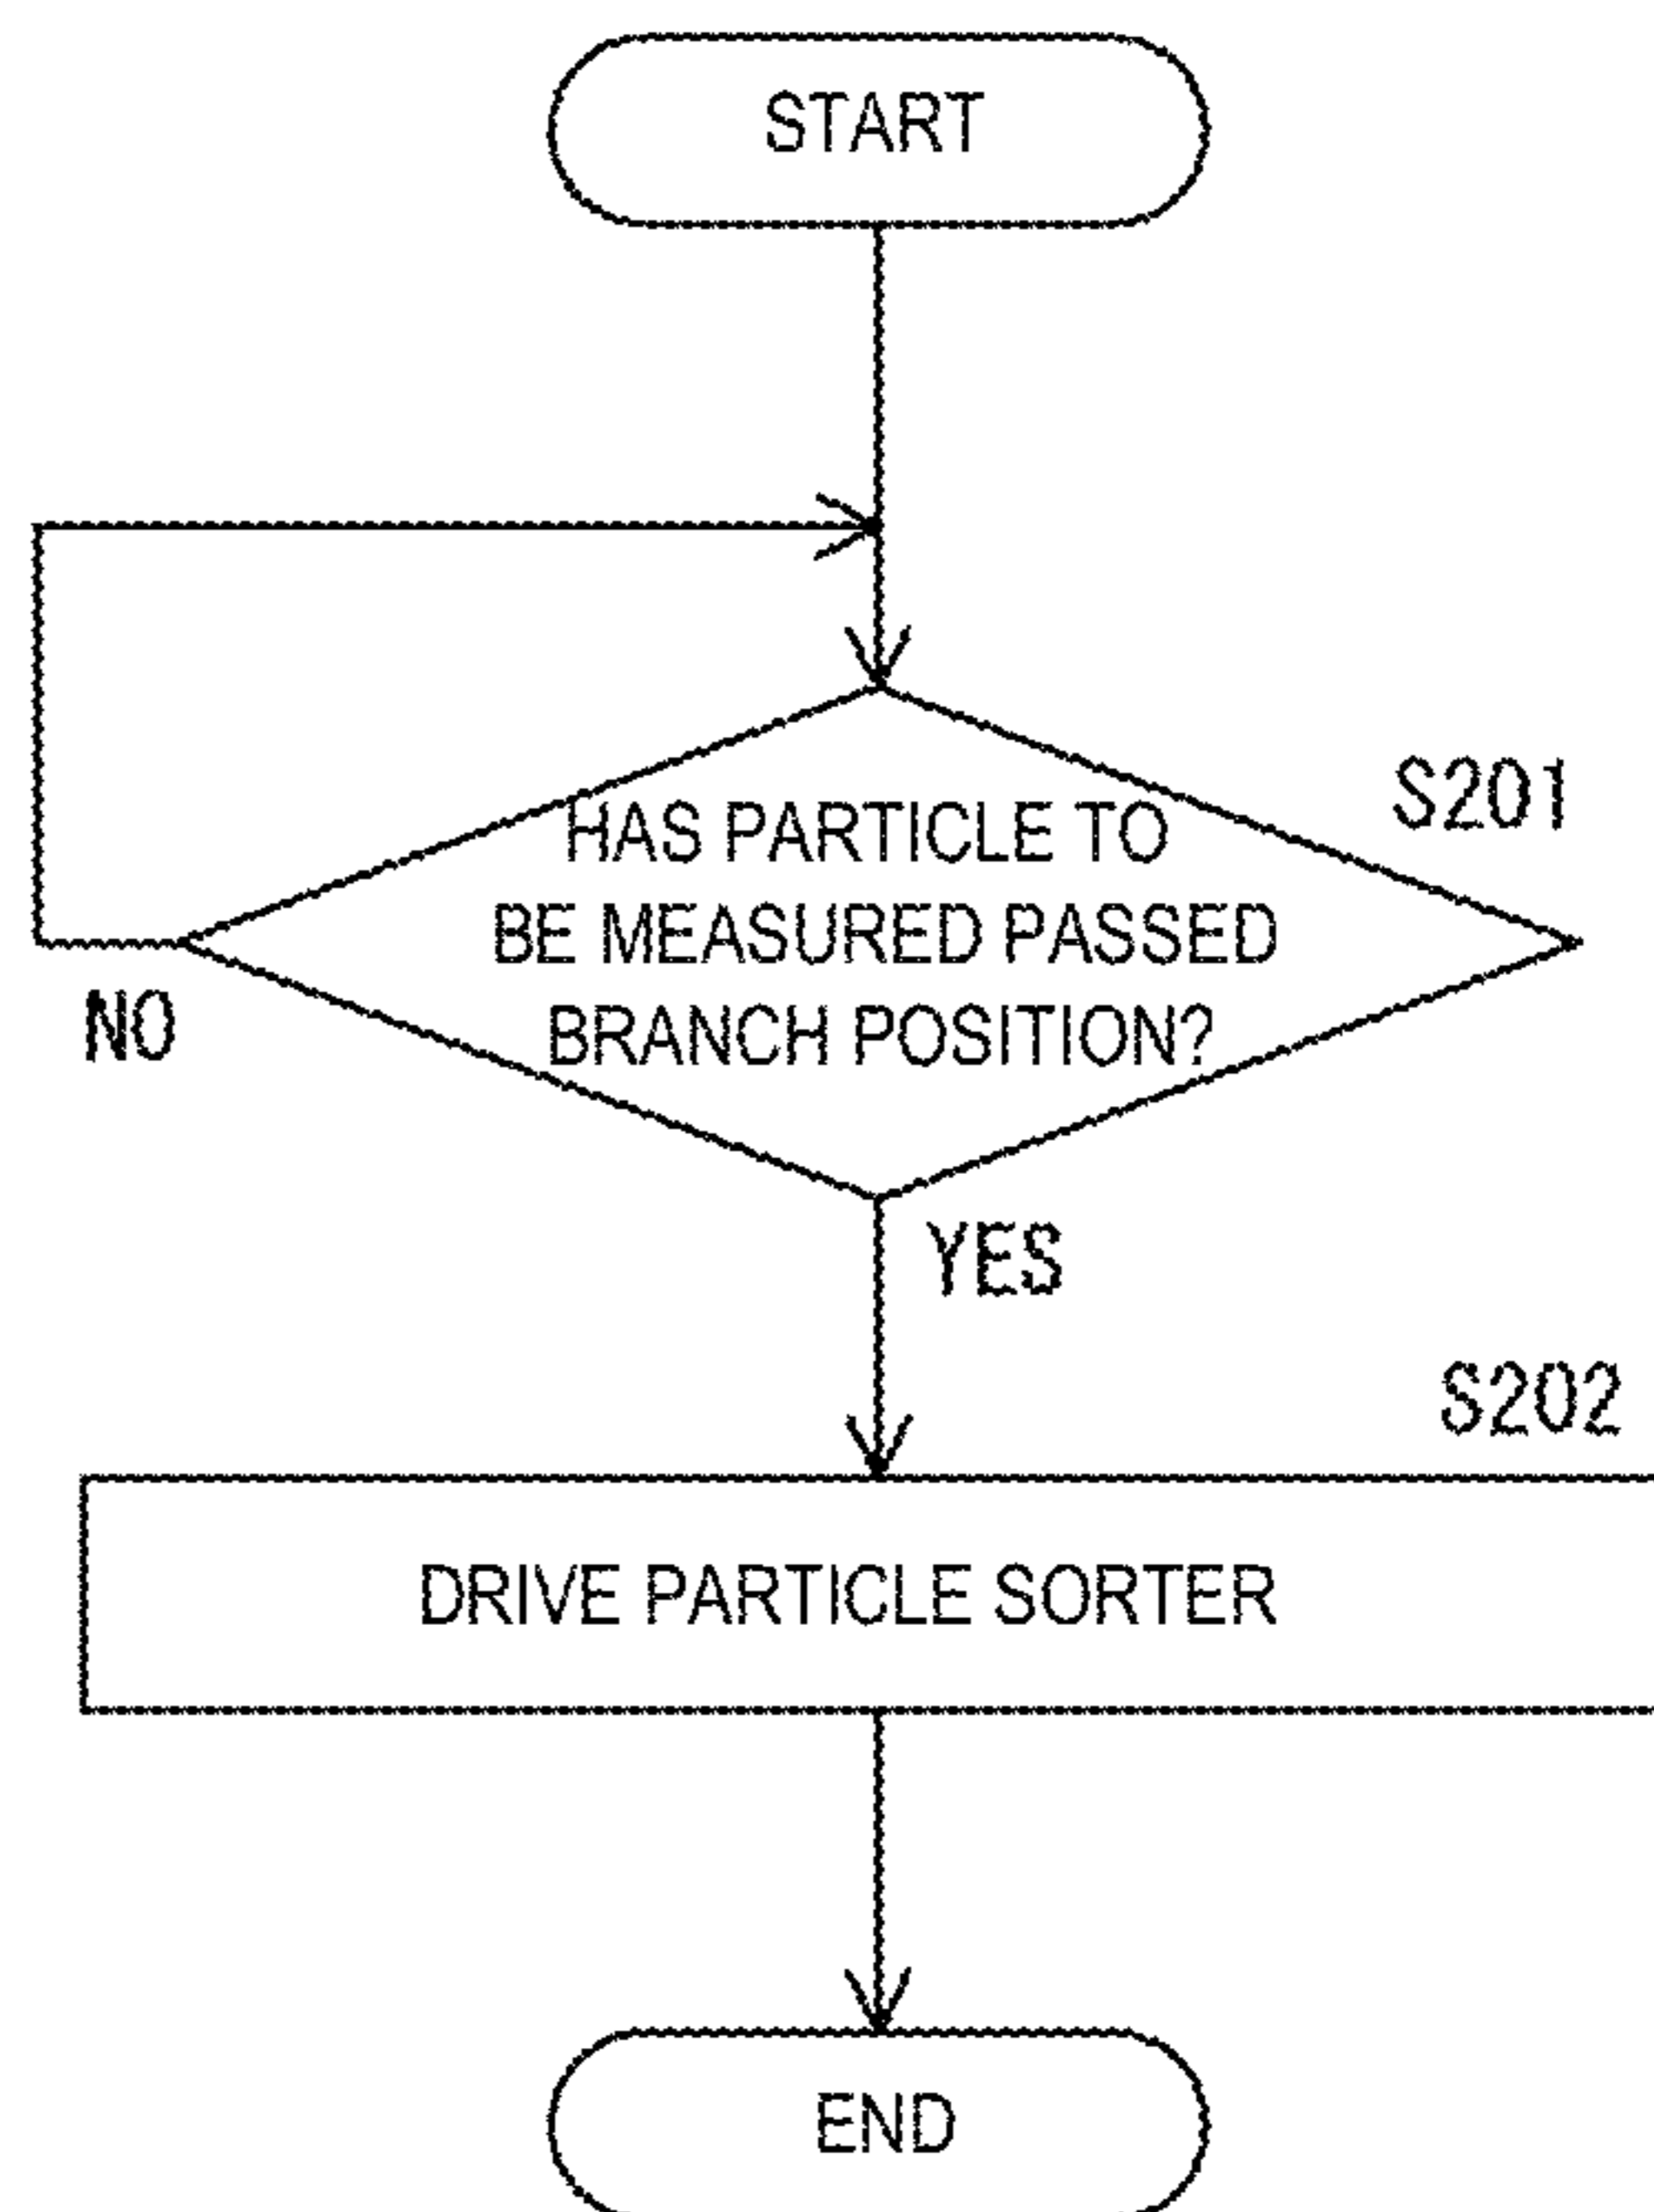 START
S201
HAS PARTICLE TO
BE MEASURED PASSED
BRANCH POSITION?
NO
YES
S202
DRIVE PARTICLE SORTER
END